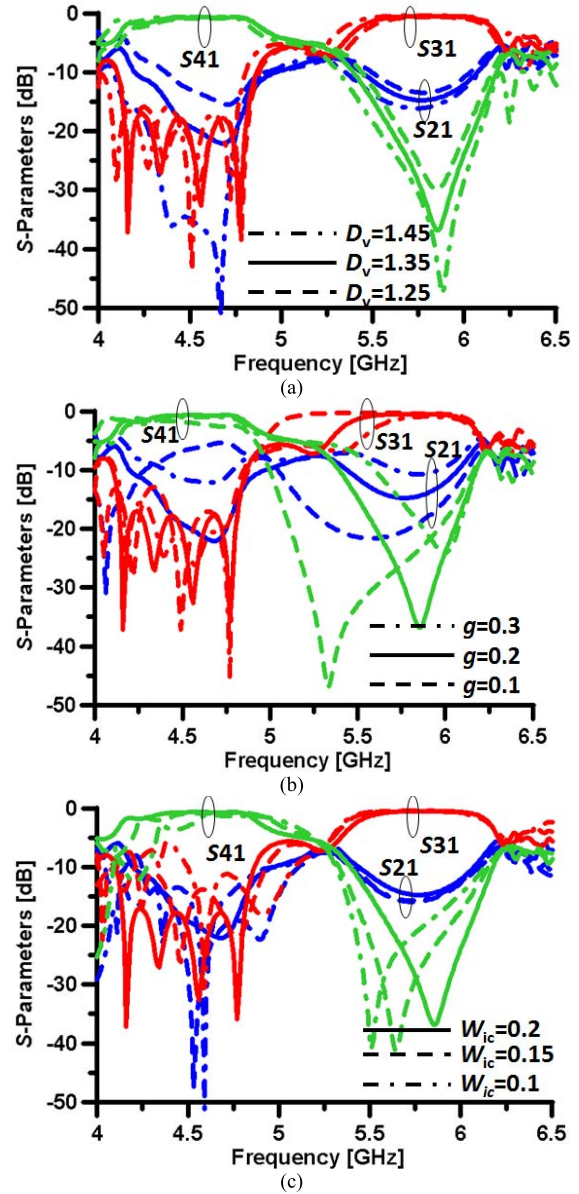 0
-10
-20
-30
-40
-50
S-Parameters [dB]
S41
S31
S21
Dv=1.45
Dv=1.35
Dv=1.25
4 4.5 5 5.5 6 6.5
Frequency [GHz]
(a)
0
-10
-20
-30
-40
-50
S-Parameters [dB]
S41
S31
S21
g=0.3
g=0.2
g=0.1
4 4.5 5 5.5 6 6.5
Frequency [GHz]
(b)
0
-10
-20
-30
-40
-50
S-Parameters [dB]
S41
S31
S21
Wic=0.2
Wic=0.15
Wic=0.1
4 4.5 5 5.5 6 6.5
Frequency [GHz]
(c)